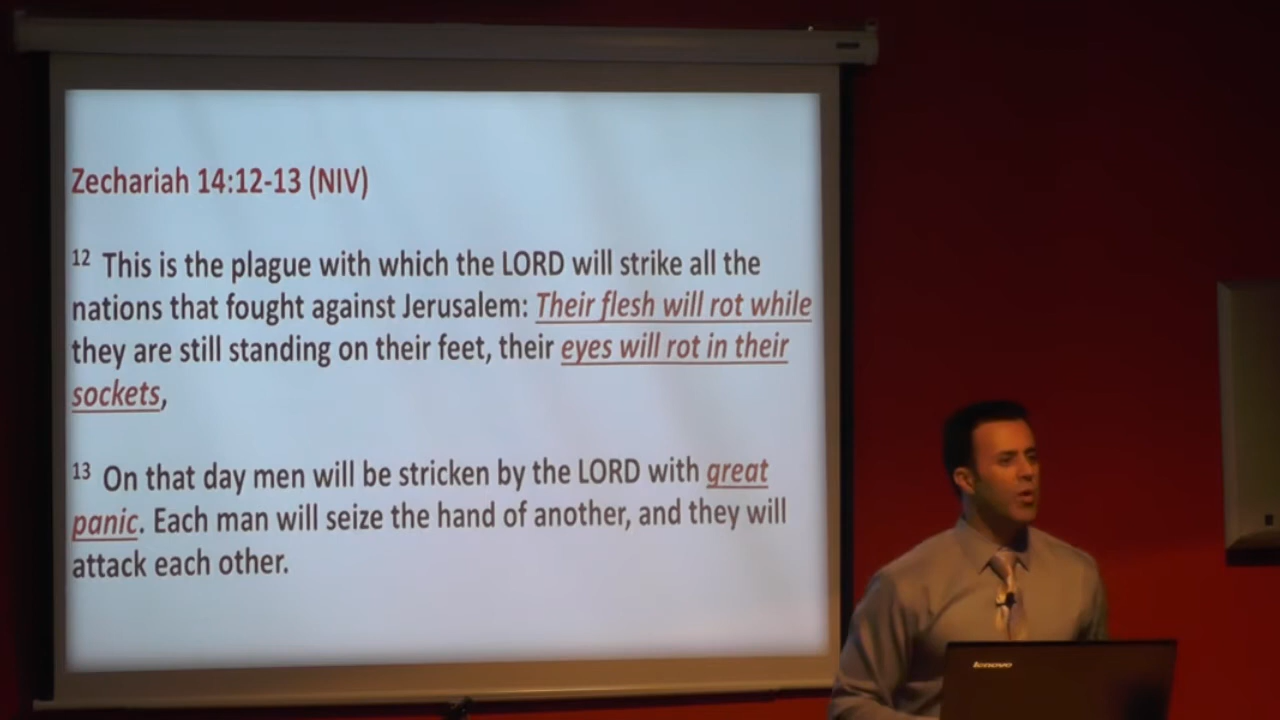 Zechariah 14:12-13 (NIV)
12 This is the plague with which the LORD will strike all the
nations that fought against Jerusalem: Their flesh will rot while
they are still standing on their feet, their eyes will rot in their
sockets,
13 On that day men will be stricken by the LORD with great
panic. Each man will seize the hand of another, and they will
attack each other.
lenovo